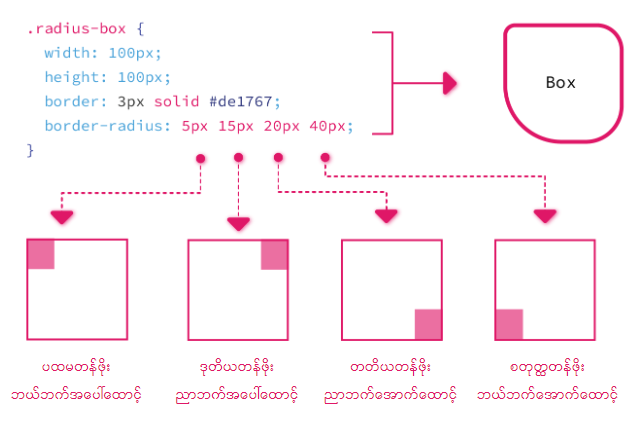 .radius-box {
width: 100px;
height: 100px;
border: 3px solid #de1767;
border-radius: 5px 15px 20px 40px;
}
Box
ပထမတန်ဖိုး
ဘယ်ဘက်အပေါ်ထောင့်
ဒုတိယတန်ဖိုး
ညာဘက်အပေါ်ထောင့်
တတိယတန်ဖိုး
ညာဘက်အောက်ထောင့်
စတုတ္ထတန်ဖိုး
ဘယ်ဘက်အောက်ထောင့်